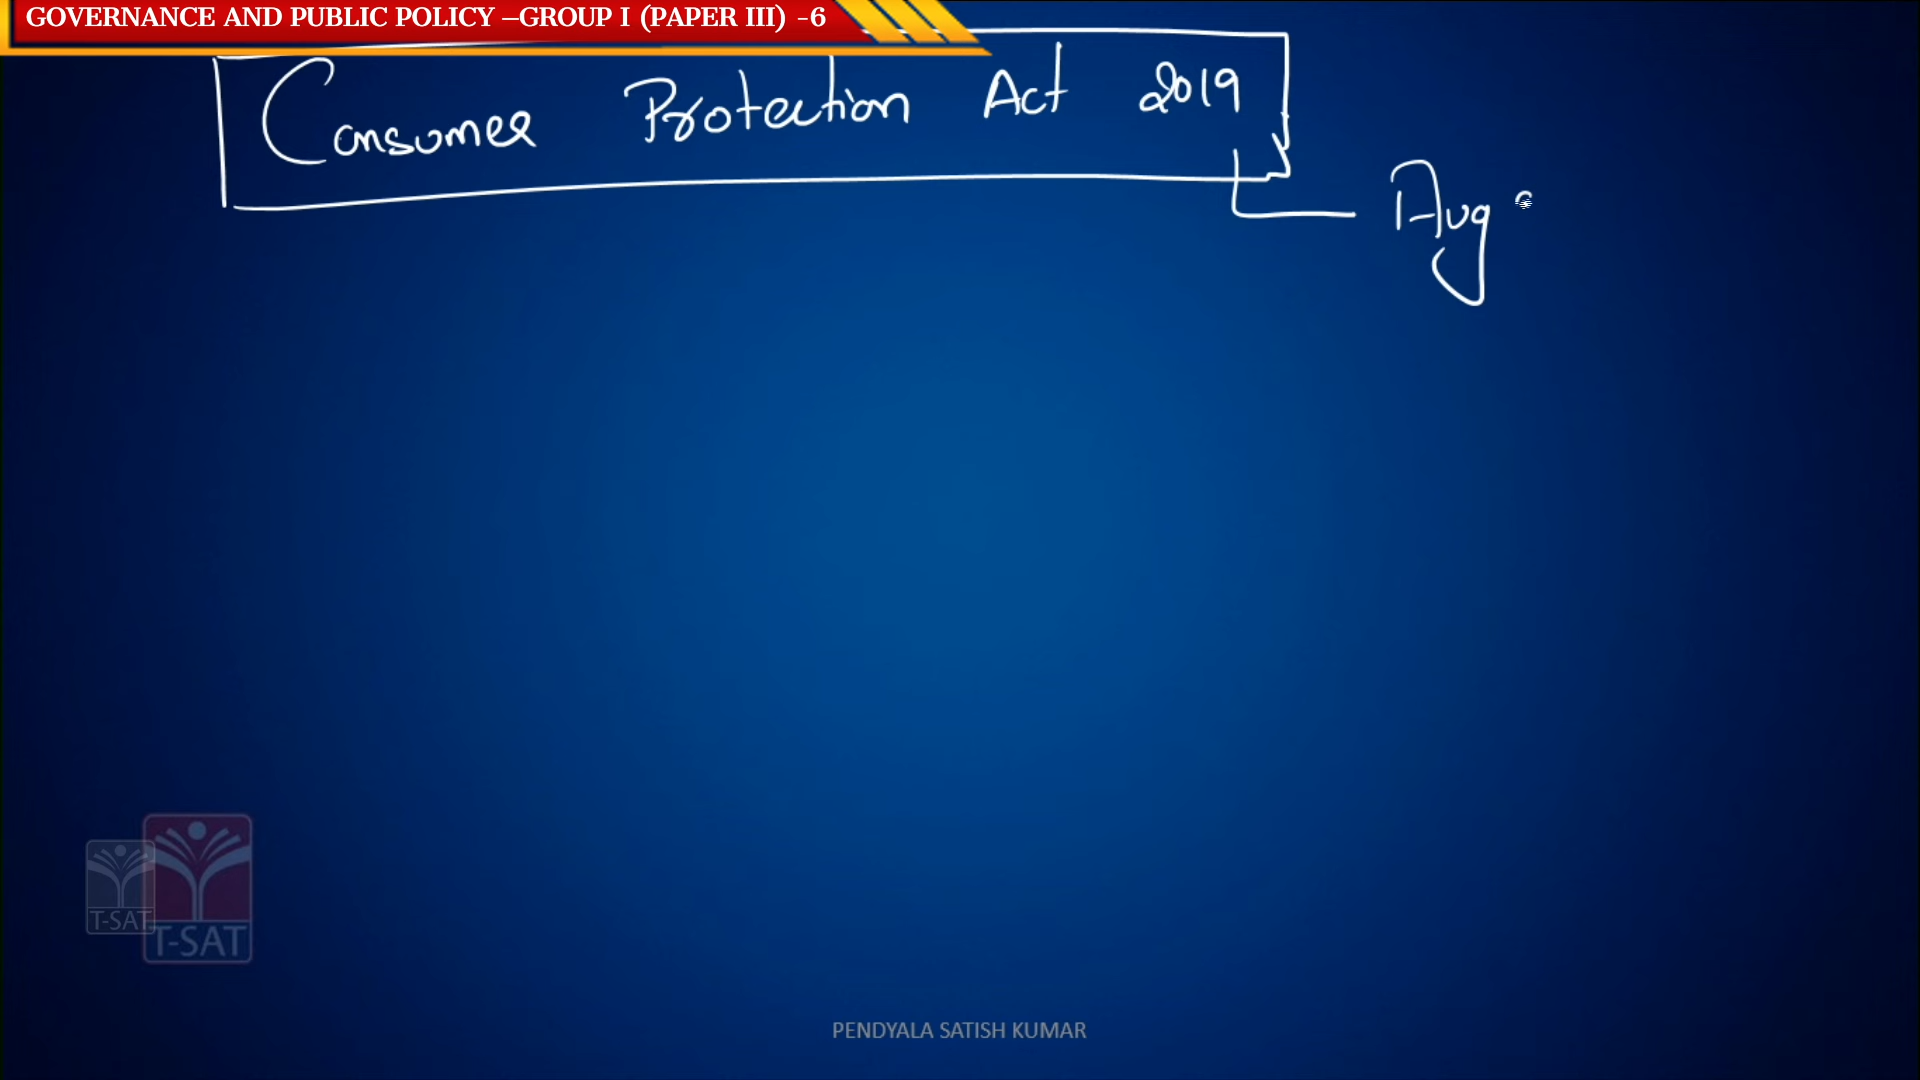 GOVERNANCE AND PUBLIC POLICY –GROUP I (PAPER III) -6
Consumer Protection Act 2019
Aug
T-SAT
T-SAT
PENDYALA SATISH KUMAR